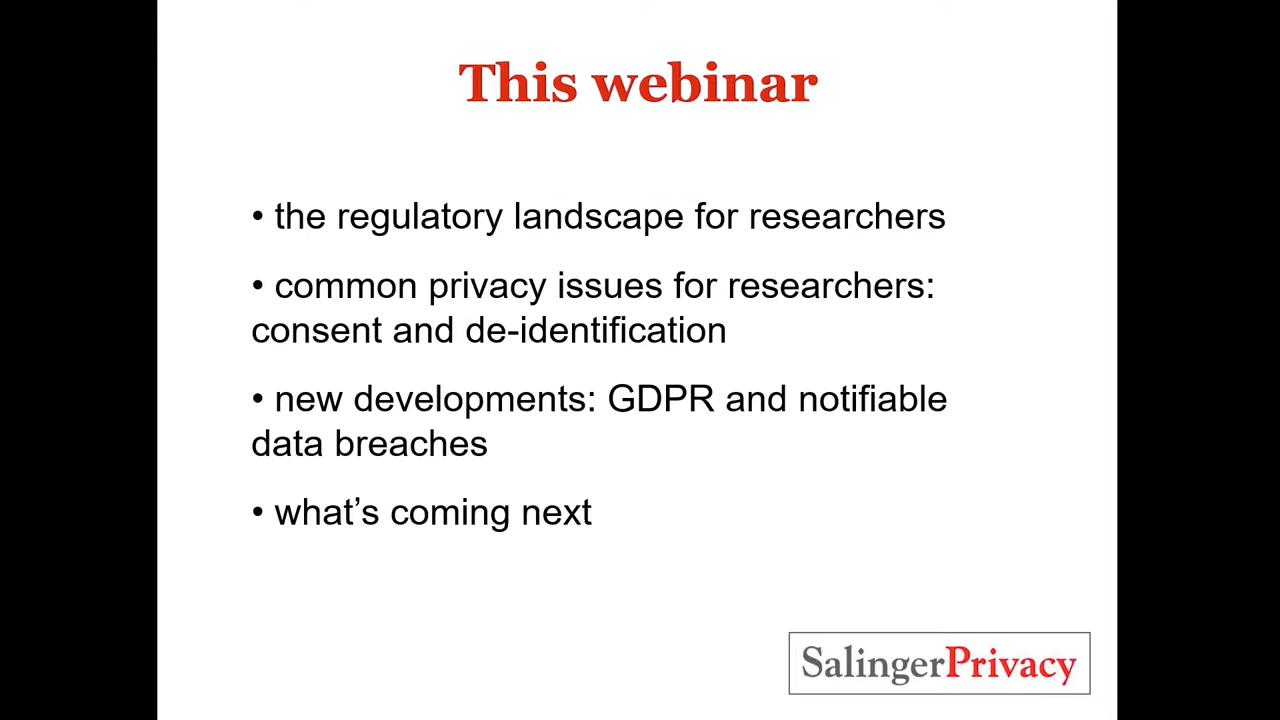 This webinar
• the regulatory landscape for researchers
• common privacy issues for researchers:
consent and de-identification
• new developments: GDPR and notifiable
data breaches
• what’s coming next
SalingerPrivacy